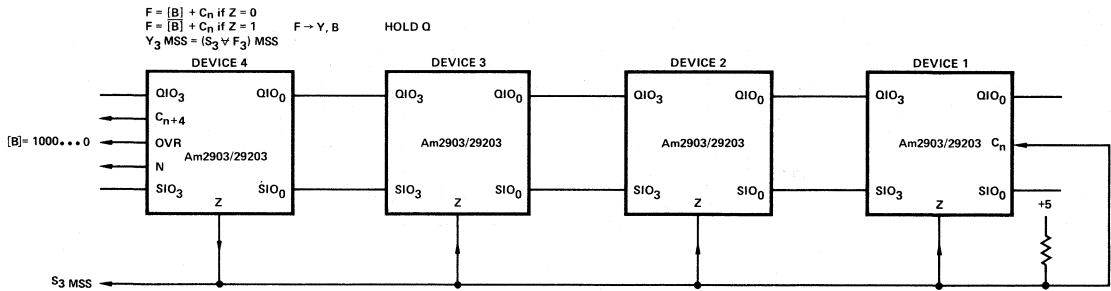 F = [B] + Cn if Z = 0
F = [B̅] + Cn if Z = 1 F → Y, B HOLD Q
Y3 MSS = (S3 ∀ F3) MSS
DEVICE 4 DEVICE 3 DEVICE 2 DEVICE 1
QIO3 QIO0 QIO3 QIO0 QIO3 QIO0 QIO3 QIO0
Cn+4
[B]= 1000•••0 OVR Am2903/29203 Am2903/29203 Am2903/29203 Am2903/29203 Cn
N
SIO3 SIO0 SIO3 SIO0 SIO3 SIO0 SIO3 SIO0
Z Z Z Z +5
S3 MSS